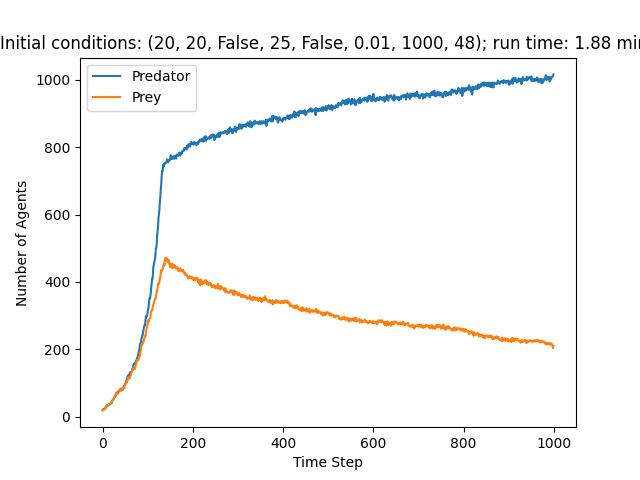 Initial conditions: (20, 20, False, 25, False, 0.01, 1000, 48); run time: 1.88
Predator
Prey
1000
800
600
400
200
0
Number of Agents
0 200 400 600 800 1000
Time Step